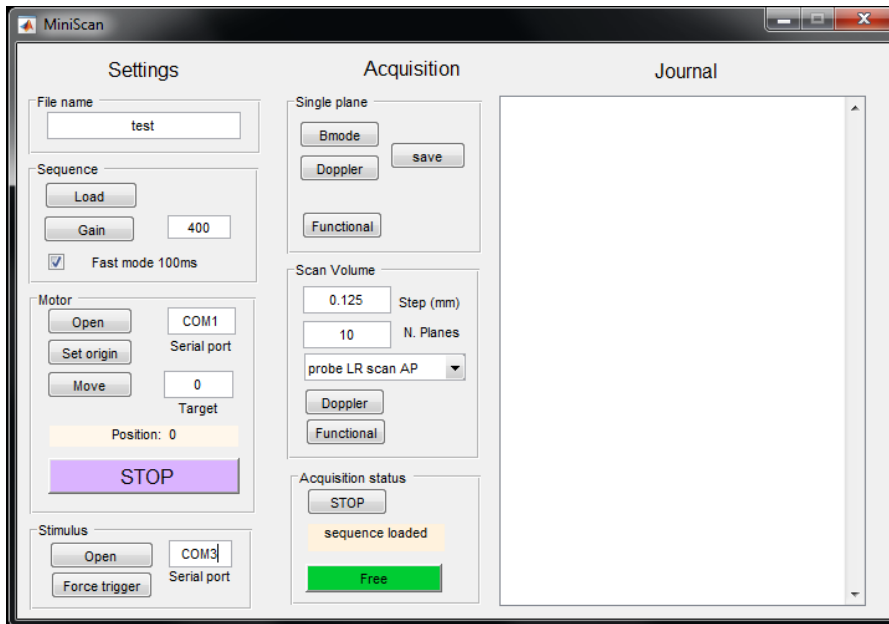 MiniScan
Settings
File name
test
Sequence
Load
Gain 400
Fast mode 100ms
Motor
Open COM1
Set origin Serial port
Move 0
Target
Position: 0
STOP
Stimulus
Open COM3
Force trigger Serial port
Acquisition
Single plane
Bmode
save
Doppler
Functional
Scan Volume
0.125 Step (mm)
10 N. Planes
probe LR scan AP
Doppler
Functional
Acquisition status
STOP
sequence loaded
Free
Journal